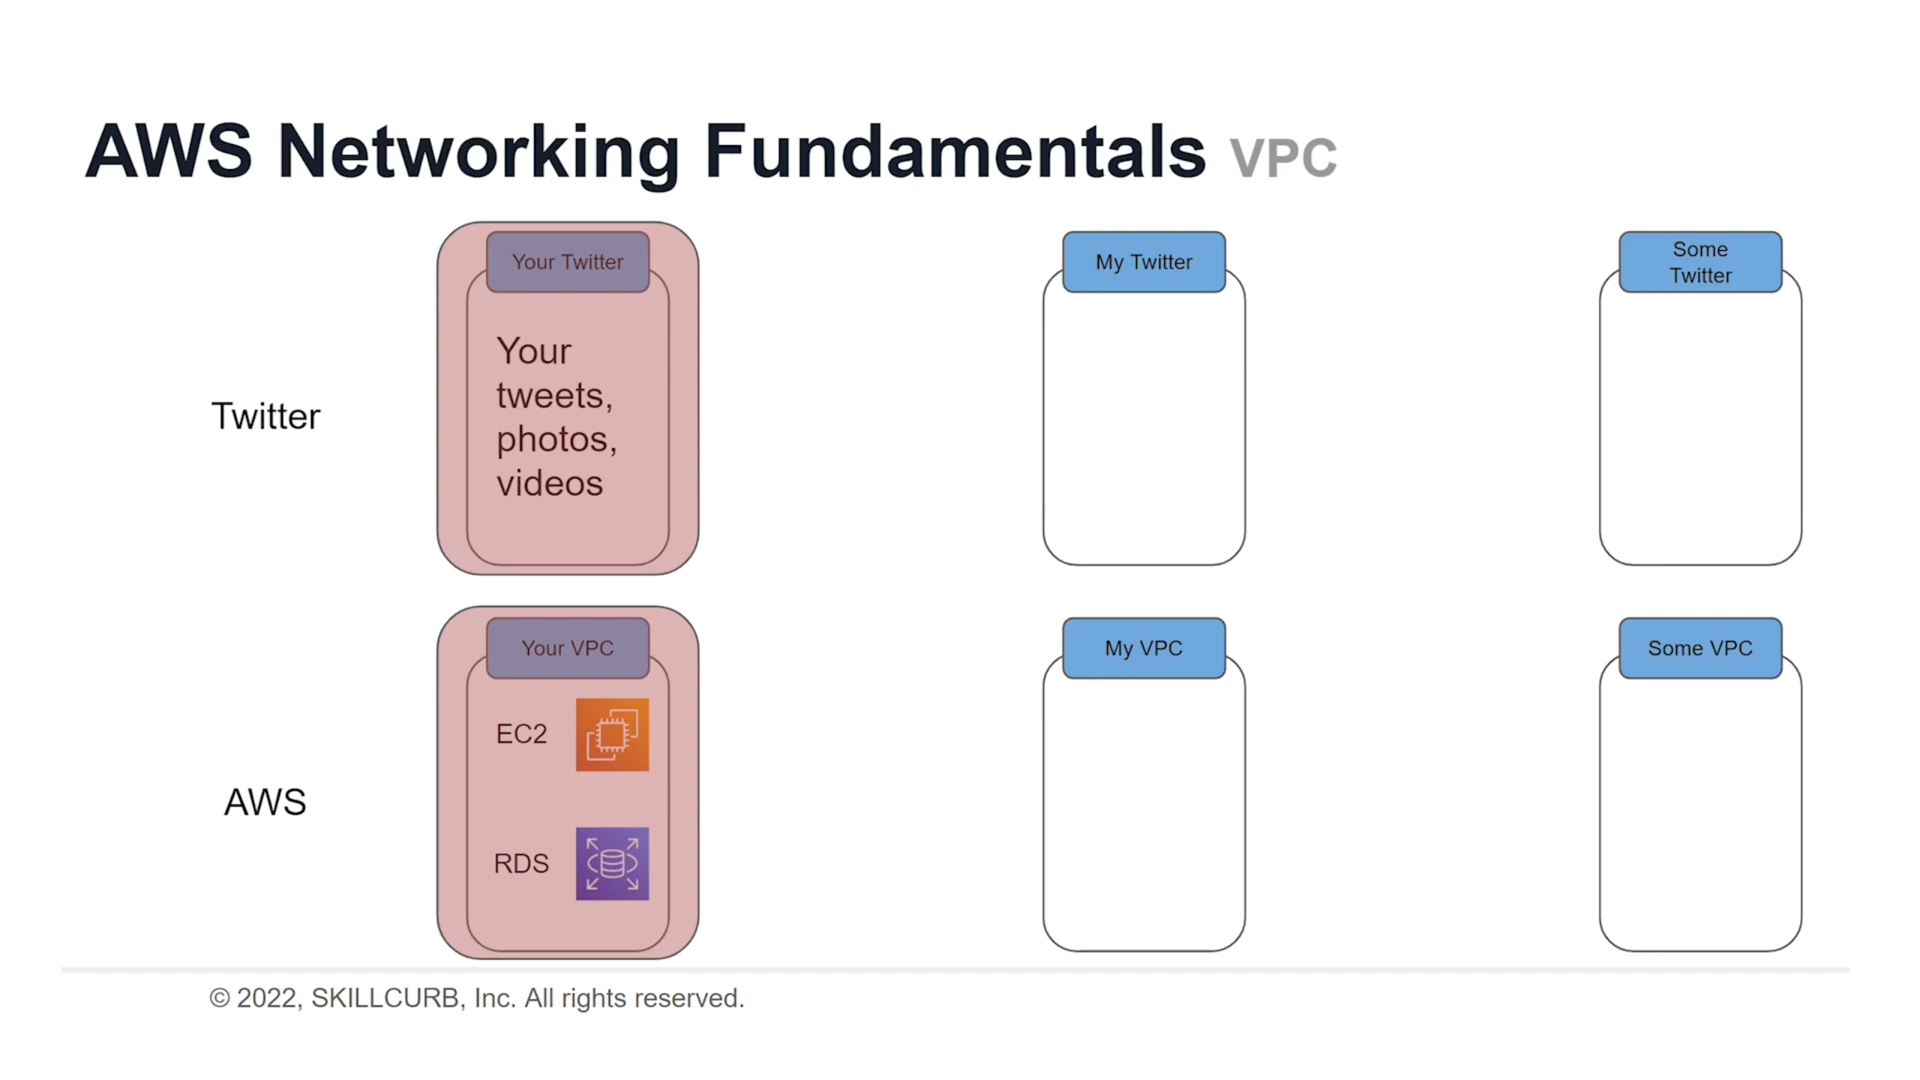 AWS Networking Fundamentals VPC
Your Twitter
My Twitter
Some
Twitter
Twitter
Your
tweets,
photos,
videos
Your VPC
My VPC
Some VPC
AWS
EC2
RDS
© 2022, SKILLCURB, Inc. All rights reserved.